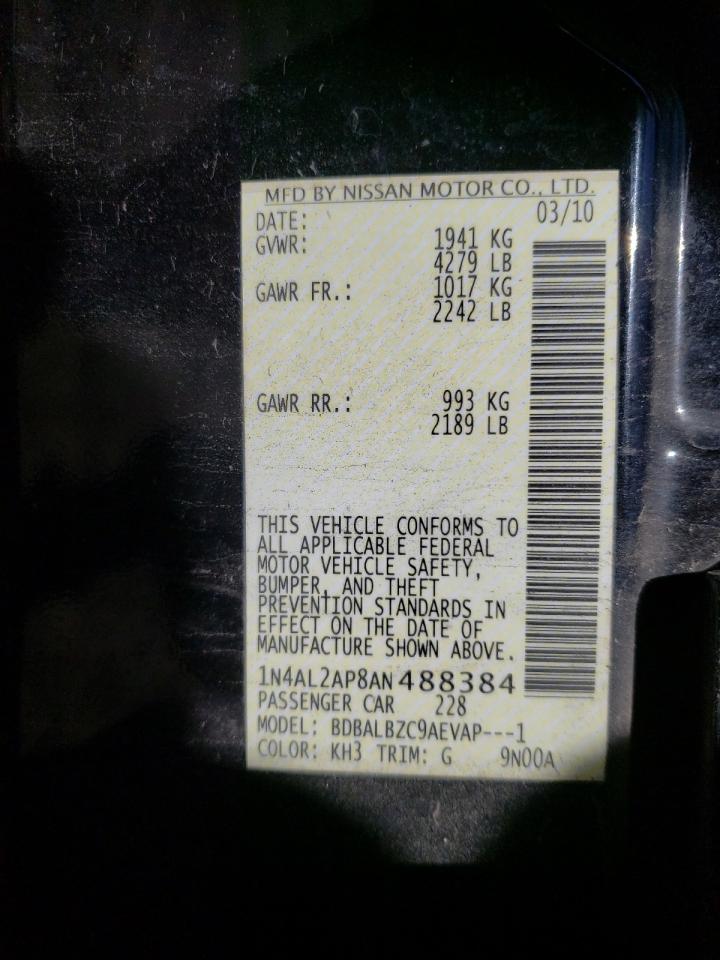 MFD BY NISSAN MOTOR CO., LTD.
DATE: 03/10
GVWR: 1941 KG
4279 LB
GAWR FR.: 1017 KG
2242 LB
GAWR RR.: 993 KG
2189 LB
THIS VEHICLE CONFORMS TO
ALL APPLICABLE FEDERAL
MOTOR VEHICLE SAFETY,
BUMPER, AND THEFT
PREVENTION STANDARDS IN
EFFECT ON THE DATE OF
MANUFACTURE SHOWN ABOVE.
1N4AL2AP8AN488384
PASSENGER CAR 228
MODEL: BDBALBZC9AEVAP---1
COLOR: KH3 TRIM: G 9N00A